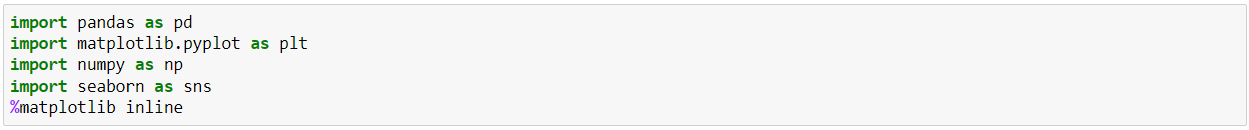 import pandas as pd
import matplotlib.pyplot as plt
import numpy as np
import seaborn as sns
%matplotlib inline